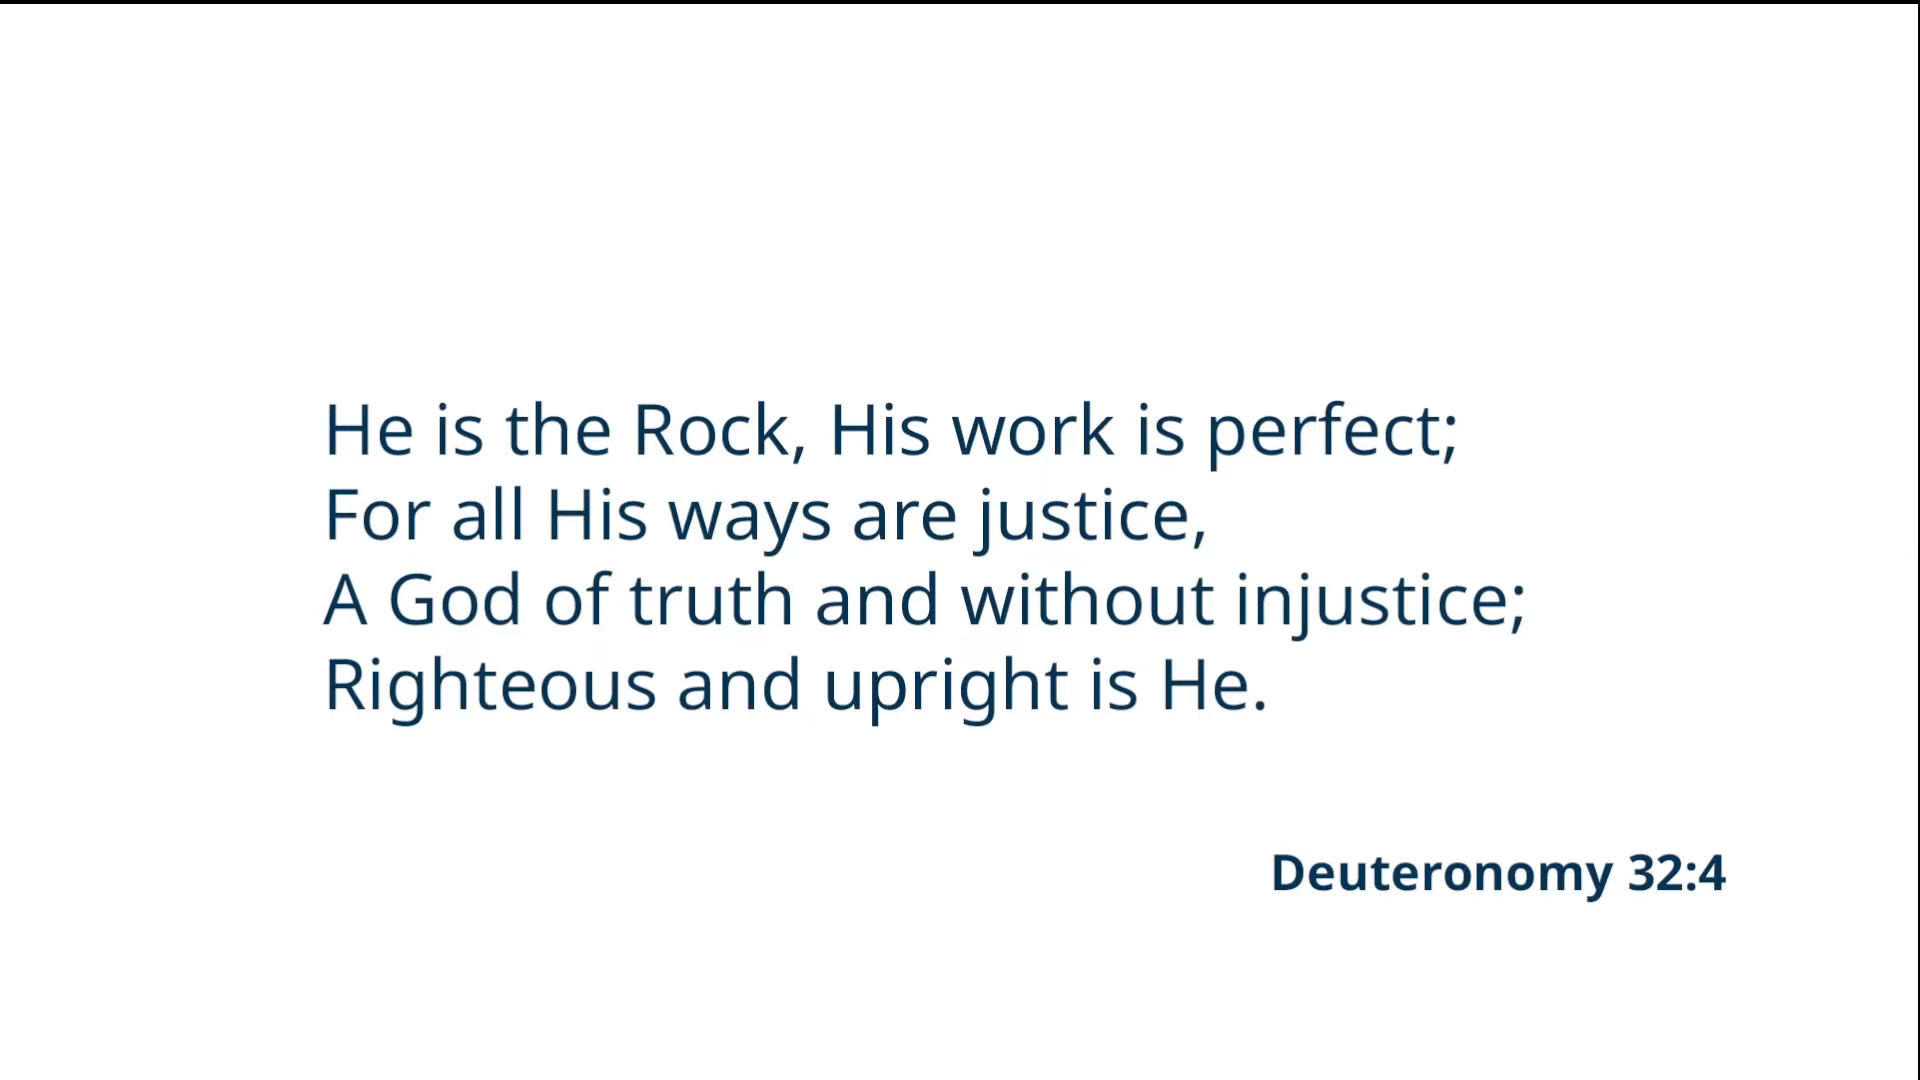 He is the Rock, His work is perfect;
For all His ways are justice,
A God of truth and without injustice;
Righteous and upright is He.
Deuteronomy 32:4